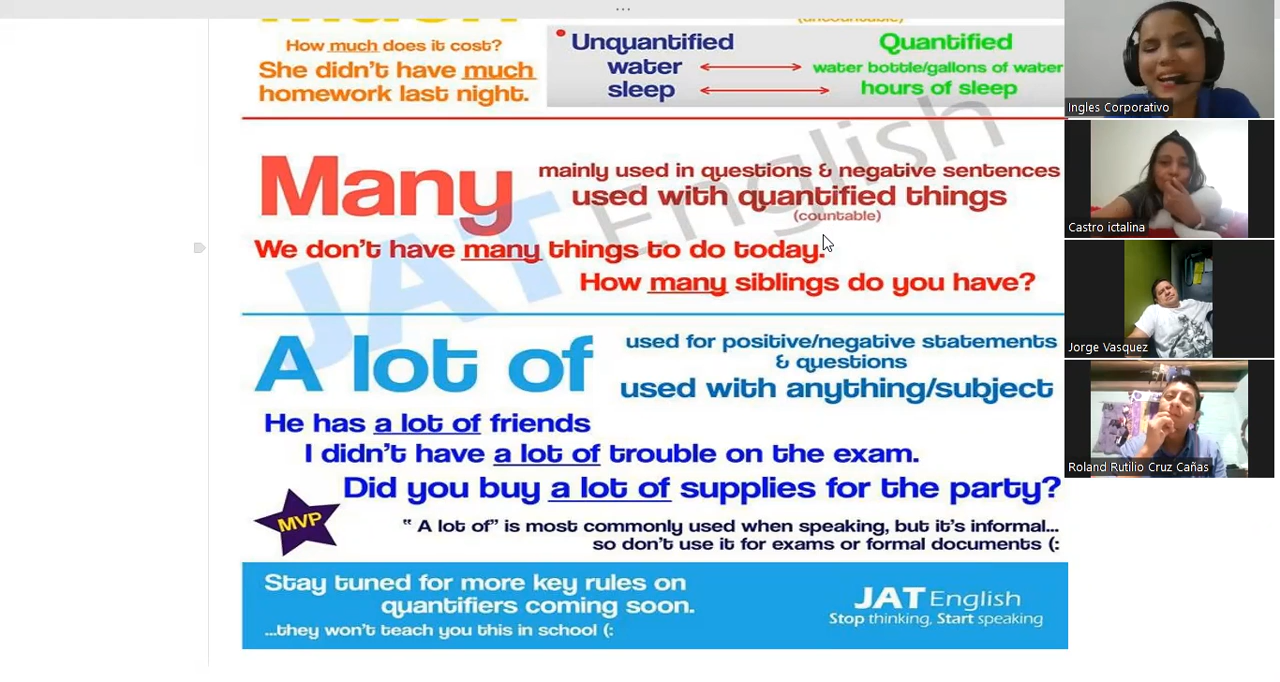 ...
(uncountable)
How much does it cost?
She didn't have much
homework last night.
Unquantified
Quantified
water
water bottle/gallons of water
sleep
hours of sleep
Many
mainly used in questions & negative sentences
used with quantified things
(countable)
We don't have many things to do today.
How many siblings do you have?
JAT English
A lot of
used for positive/negative statements
& questions
used with anything/subject
He has a lot of friends
I didn't have a lot of trouble on the exam.
Did you buy a lot of supplies for the party?
MVP
" A lot of" is most commonly used when speaking, but it's informal...
so don't use it for exams or formal documents (:
Stay tuned for more key rules on
quantifiers coming soon.
...they won't teach you this in school (:
JAT English
Stop thinking, Start speaking
Ingles Corporativo
Castro ictalina
Jorge Vasquez
Roland Rutilio Cruz Cañas